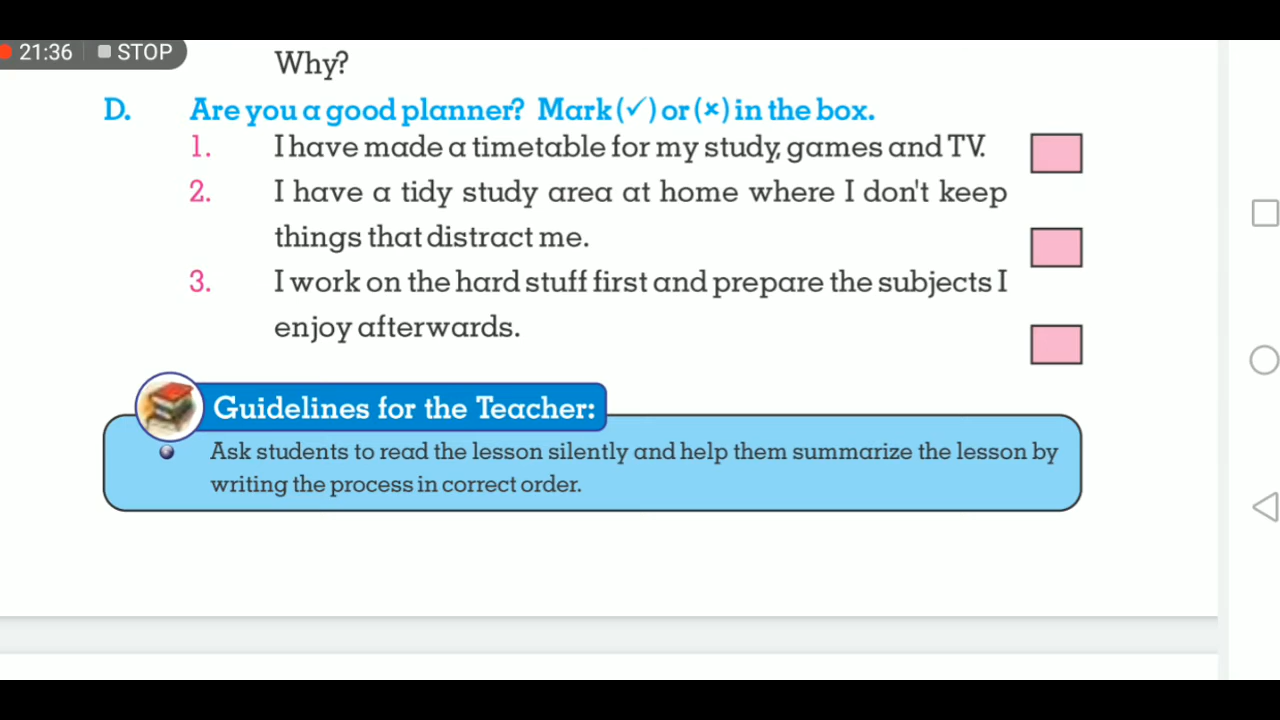 21:36 STOP
Why?
D. Are you a good planner? Mark (✓) or (×) in the box.
1. I have made a timetable for my study, games and TV.
2. I have a tidy study area at home where I don't keep
things that distract me.
3. I work on the hard stuff first and prepare the subjects I
enjoy afterwards.
Guidelines for the Teacher:
Ask students to read the lesson silently and help them summarize the lesson by
writing the process in correct order.